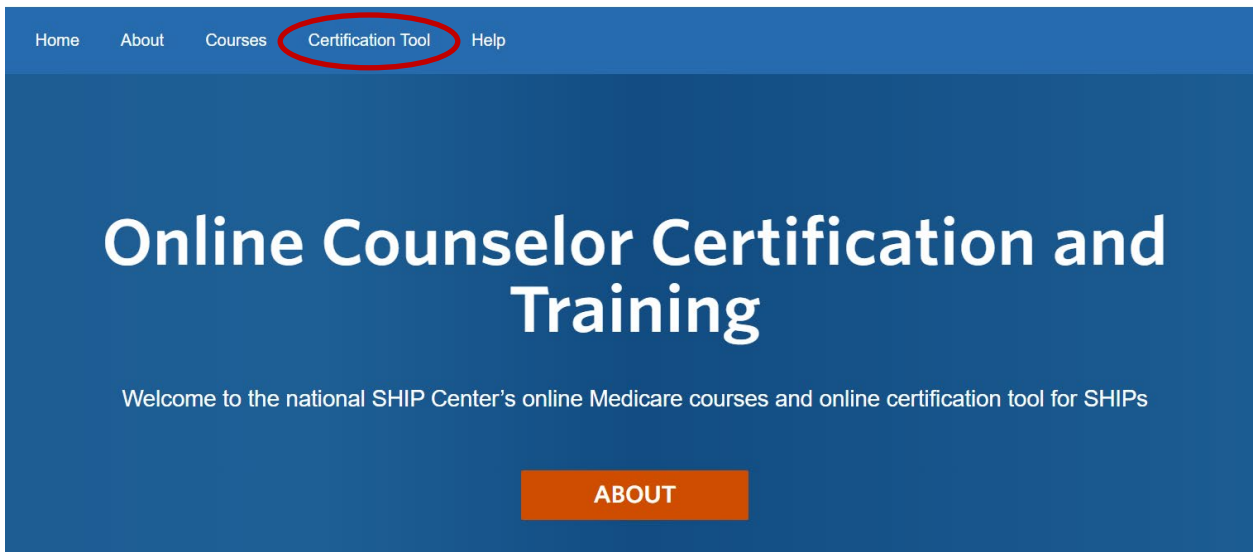 Home About Courses Certification Tool Help
Online Counselor Certification and
Training
Welcome to the national SHIP Center’s online Medicare courses and online certification tool for SHIPs
ABOUT